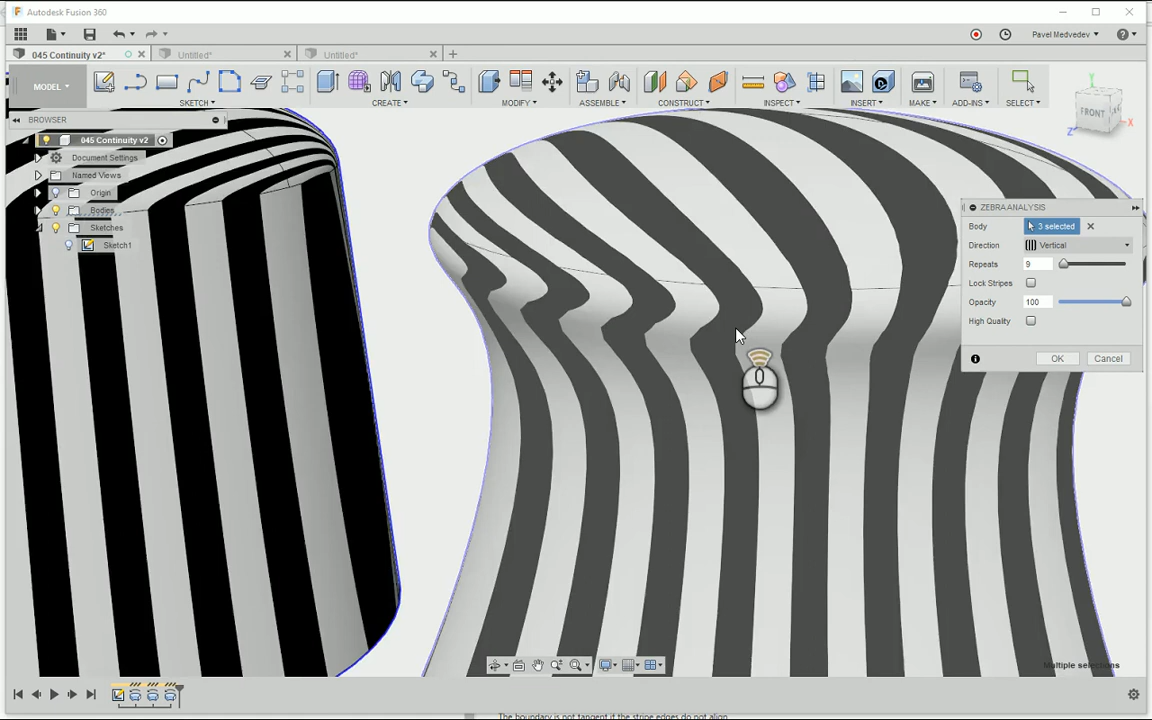 Autodesk Fusion 360
Pavel Medvedev
045 Continuity v2*
Untitled*
Untitled*
MODEL
SKETCH
CREATE
MODIFY
ASSEMBLE
CONSTRUCT
INSPECT
INSERT
MAKE
ADD-INS
SELECT
BROWSER
045 Continuity v2
Document Settings
Named Views
Origin
Bodies
Sketches
Sketch1
FRONT
X
Y
Z
ZEBRA ANALYSIS
Body 3 selected
Direction Vertical
Repeats 9
Lock Stripes
Opacity 100
High Quality
OK Cancel
Multiple selections
The boundary is not tangent if the stripe edges do not align